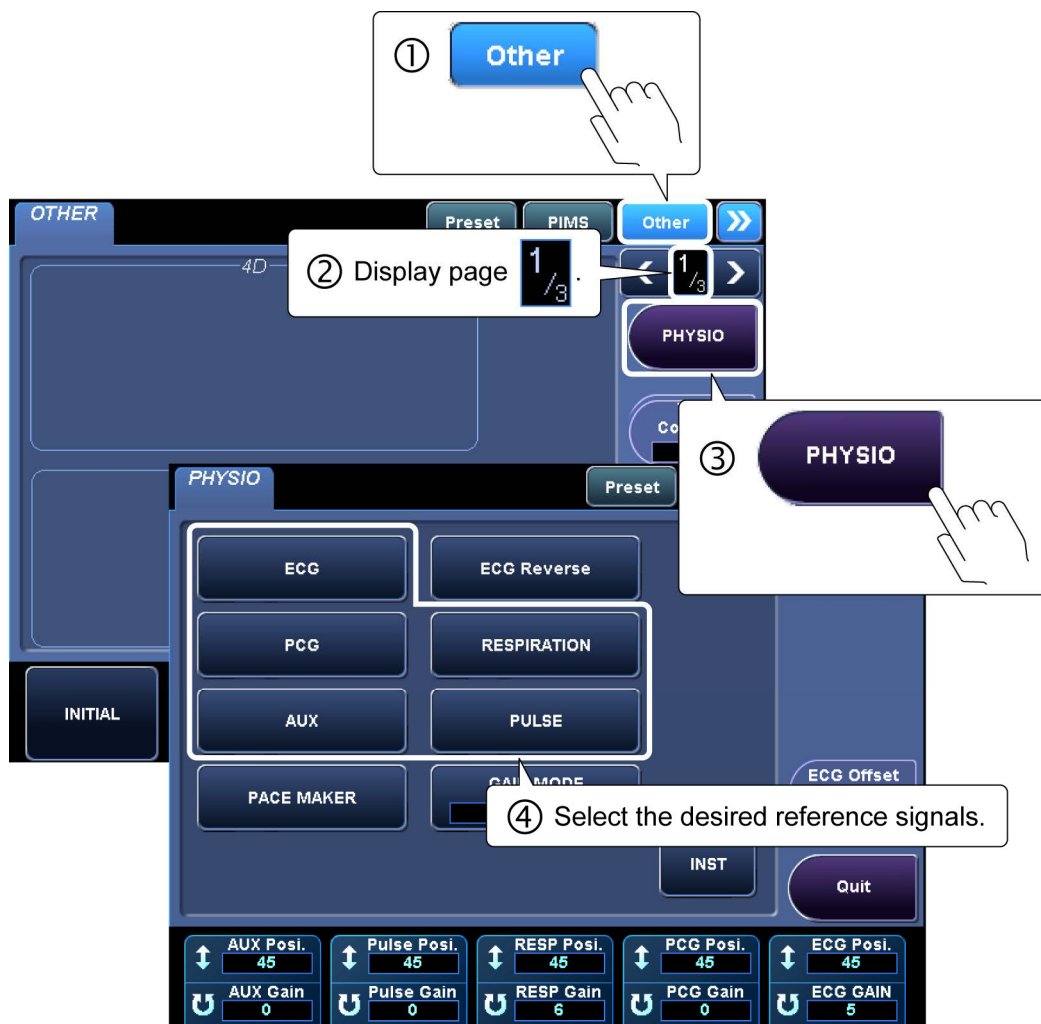 ① Other
OTHER
Preset
PIMS
Other
4D
② Display page 1/3.
1/3
PHYSIO
③ PHYSIO
PHYSIO
Preset
ECG
ECG Reverse
PCG
RESPIRATION
AUX
PULSE
INITIAL
PACE MAKER
ECG Offset
④ Select the desired reference signals.
INST
Quit
AUX Posi.
45
Pulse Posi.
45
RESP Posi.
45
PCG Posi.
45
ECG Posi.
45
AUX Gain
0
Pulse Gain
0
RESP Gain
6
PCG Gain
0
ECG GAIN
5